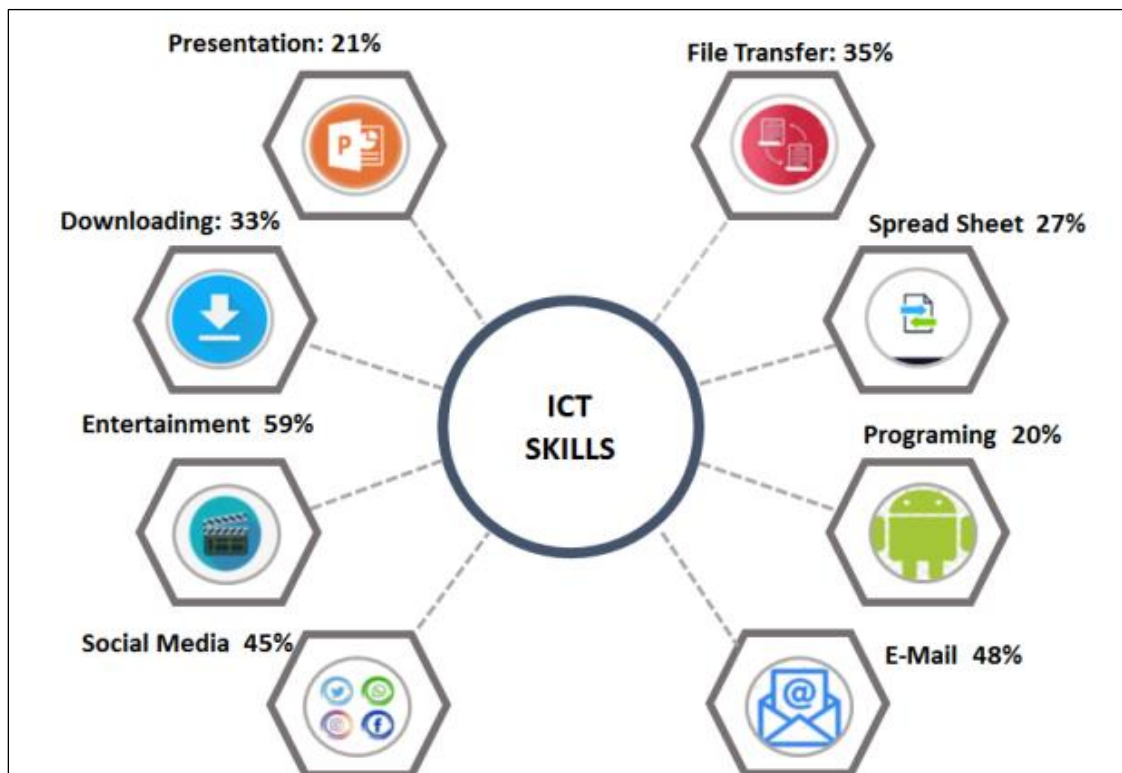 Presentation: 21%
File Transfer: 35%
P
Downloading: 33%
Spread Sheet 27%
ICT
SKILLS
Entertainment 59%
Programing 20%
Social Media 45%
E-Mail 48%
@